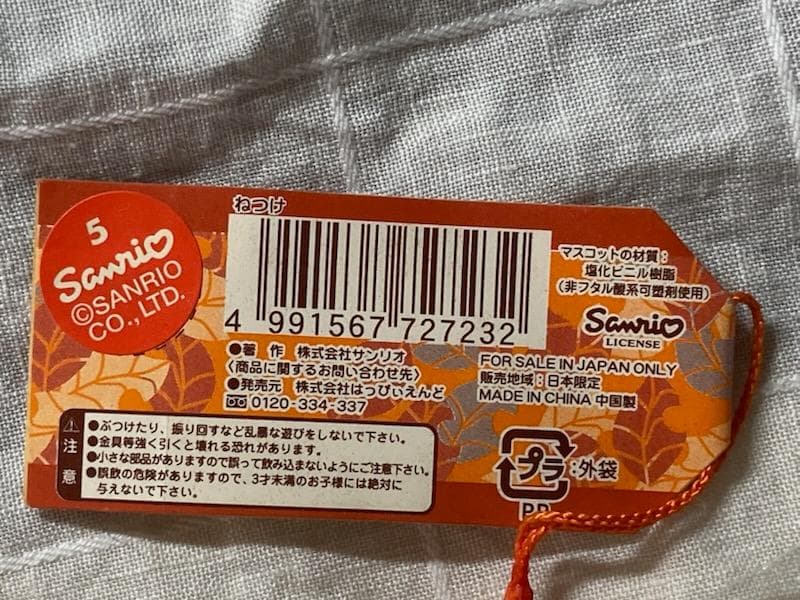 5
Sanrio
©SANRIO
CO., LTD.
ねつけ
4 991567 727232
●著 作 株式会社サンリオ
〈商品に関するお問い合わせ先〉
●発売元 株式会社はっぴぃえんど
0120-334-337
マスコットの材質:
塩化ビニル樹脂
(非フタル酸系可塑剤使用)
Sanrio
LICENSE
FOR SALE IN JAPAN ONLY
販売地域:日本限定
MADE IN CHINA 中国製
注意
●ぶつけたり、振り回すなど乱暴な遊びをしないで下さい。
●金具等強く引くと壊れる恐れがあります。
●小さな部品がありますので誤って飲み込まないようにご注意下さい。
●誤飲の危険がありますので、3才未満のお子様には絶対に
与えないで下さい。
プラ:外袋
PP